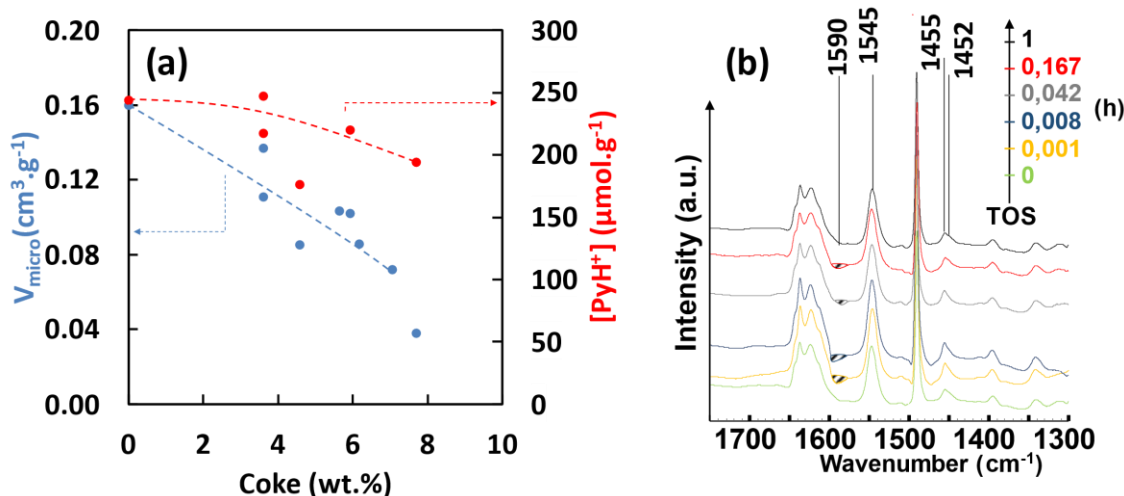 (a)
0.20
0.16
0.12
0.08
0.04
0.00
V_micro (cm³.g⁻¹)
300
250
200
150
100
50
0
[PyH⁺] (µmol.g⁻¹)
0 2 4 6 8 10
Coke (wt.%)
(b)
1590
1545
1455
1452
1
0,167
0,042
0,008
0,001
0
(h)
TOS
Intensity (a.u.)
1700 1600 1500 1400 1300
Wavenumber (cm⁻¹)